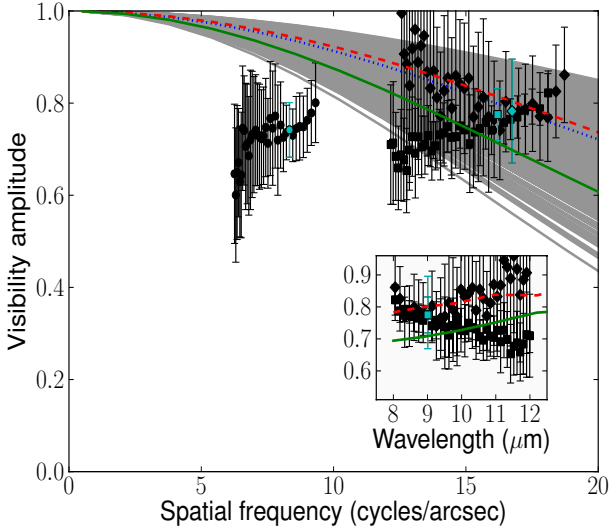 1.0
0.8
0.6
0.4
0.2
0.0
Visibility amplitude
0.9
0.8
0.7
0.6
8 9 10 11 12
Wavelength (μm)
0 5 10 15 20
Spatial frequency (cycles/arcsec)